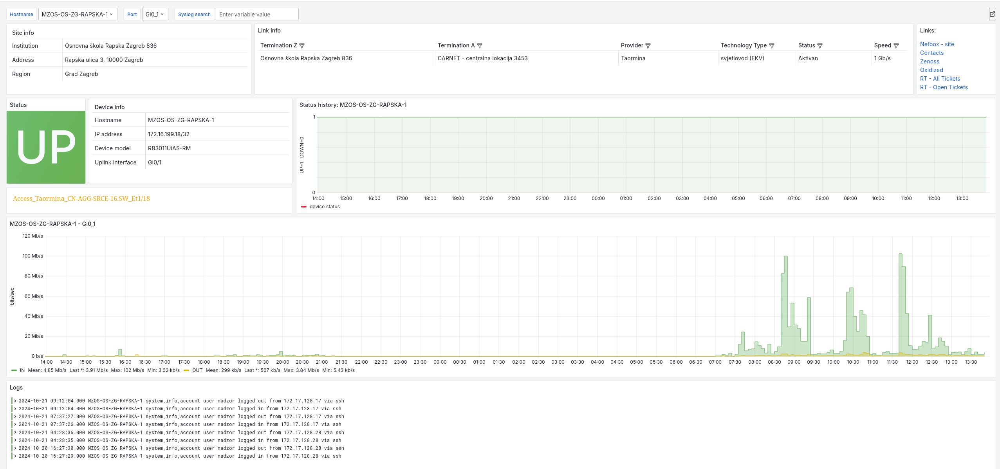 Hostname MZOS-OS-ZG-RAPSKA-1 Port Gi0_1 Syslog search Enter variable value
Site info
Institution Osnovna škola Rapska Zagreb 836
Address Rapska ulica 3, 10000 Zagreb
Region Grad Zagreb
Link info
Termination Z Termination A Provider Technology Type Status Speed
Osnovna škola Rapska Zagreb 836 CARNET - centralna lokacija 3453 Taormina svjetlovod (EKV) Aktivan 1 Gb/s
Links:
Netbox - site
Contacts
Zenoss
Oxidized
RT - All Tickets
RT - Open Tickets
Status
UP
Device info
Hostname MZOS-OS-ZG-RAPSKA-1
IP address 172.16.199.18/32
Device model RB3011UiAS-RM
Uplink interface Gi0/1
Access_Taormina_CN-AGG-SRCE-16.SW_Et1/18
Status history: MZOS-OS-ZG-RAPSKA-1
UP=1 DOWN=0
1
0
14:00 15:00 16:00 17:00 18:00 19:00 20:00 21:00 22:00 23:00 00:00 01:00 02:00 03:00 04:00 05:00 06:00 07:00 08:00 09:00 10:00 11:00 12:00 13:00
device status
MZOS-OS-ZG-RAPSKA-1 - Gi0_1
bits/sec
120 Mb/s
100 Mb/s
80 Mb/s
60 Mb/s
40 Mb/s
20 Mb/s
0 b/s
14:00 14:30 15:00 15:30 16:00 16:30 17:00 17:30 18:00 18:30 19:00 19:30 20:00 20:30 21:00 21:30 22:00 22:30 23:00 23:30 00:00 00:30 01:00 01:30 02:00 02:30 03:00 03:30 04:00 04:30 05:00 05:30 06:00 06:30 07:00 07:30 08:00 08:30 09:00 09:30 10:00 10:30 11:00 11:30 12:00 12:30 13:00 13:30
IN Mean: 4.85 Mb/s Last *: 3.91 Mb/s Max: 102 Mb/s Min: 3.02 kb/s OUT Mean: 299 kb/s Last *: 567 kb/s Max: 3.84 Mb/s Min: 5.43 kb/s
Logs
2024-10-21 09:12:04.000 MZOS-OS-ZG-RAPSKA-1 system,info,account user nadzor logged out from 172.17.128.17 via ssh
2024-10-21 09:12:04.000 MZOS-OS-ZG-RAPSKA-1 system,info,account user nadzor logged in from 172.17.128.17 via ssh
2024-10-21 07:37:27.000 MZOS-OS-ZG-RAPSKA-1 system,info,account user nadzor logged out from 172.17.128.17 via ssh
2024-10-21 07:37:26.000 MZOS-OS-ZG-RAPSKA-1 system,info,account user nadzor logged in from 172.17.128.17 via ssh
2024-10-21 04:28:36.000 MZOS-OS-ZG-RAPSKA-1 system,info,account user nadzor logged out from 172.17.128.28 via ssh
2024-10-21 04:28:35.000 MZOS-OS-ZG-RAPSKA-1 system,info,account user nadzor logged in from 172.17.128.28 via ssh
2024-10-20 16:27:30.000 MZOS-OS-ZG-RAPSKA-1 system,info,account user nadzor logged out from 172.17.128.28 via ssh
2024-10-20 16:27:29.000 MZOS-OS-ZG-RAPSKA-1 system,info,account user nadzor logged in from 172.17.128.28 via ssh